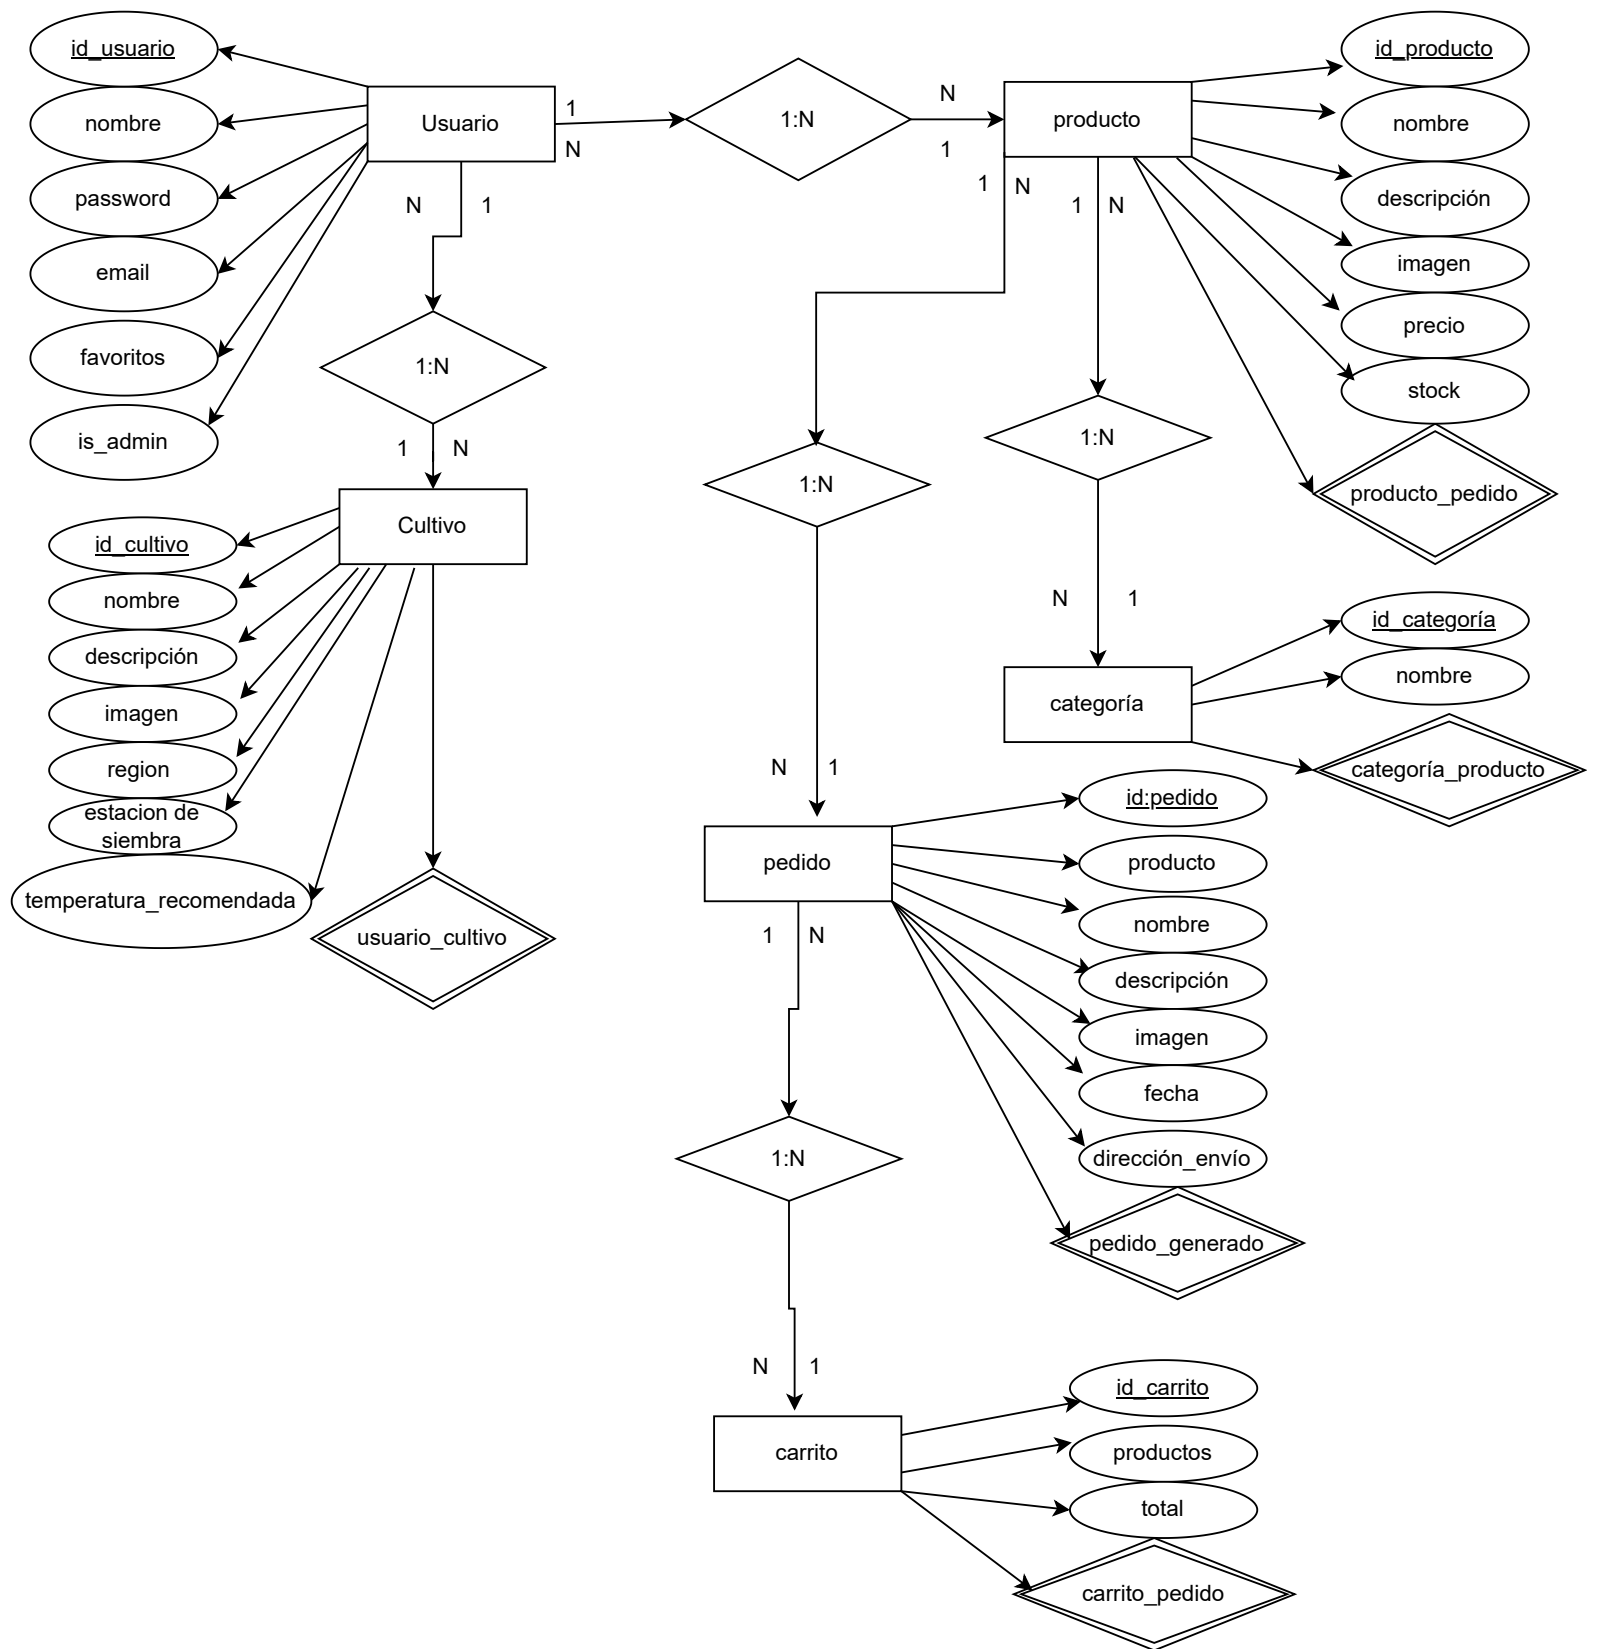 id_usuario
nombre
password
email
favoritos
is_admin
Usuario
1
N
N
1
1:N
1
N
Cultivo
id_cultivo
nombre
descripción
imagen
region
estacion de
siembra
temperatura_recomendada
usuario_cultivo
1:N
N
1
producto
id_producto
nombre
descripción
imagen
precio
stock
producto_pedido
1
N
1:N
N
1
1
N
1:N
N
1
categoría
id_categoría
nombre
categoría_producto
pedido
id:pedido
producto
nombre
descripción
imagen
fecha
dirección_envío
pedido_generado
1
N
1:N
N
1
carrito
id_carrito
productos
total
carrito_pedido